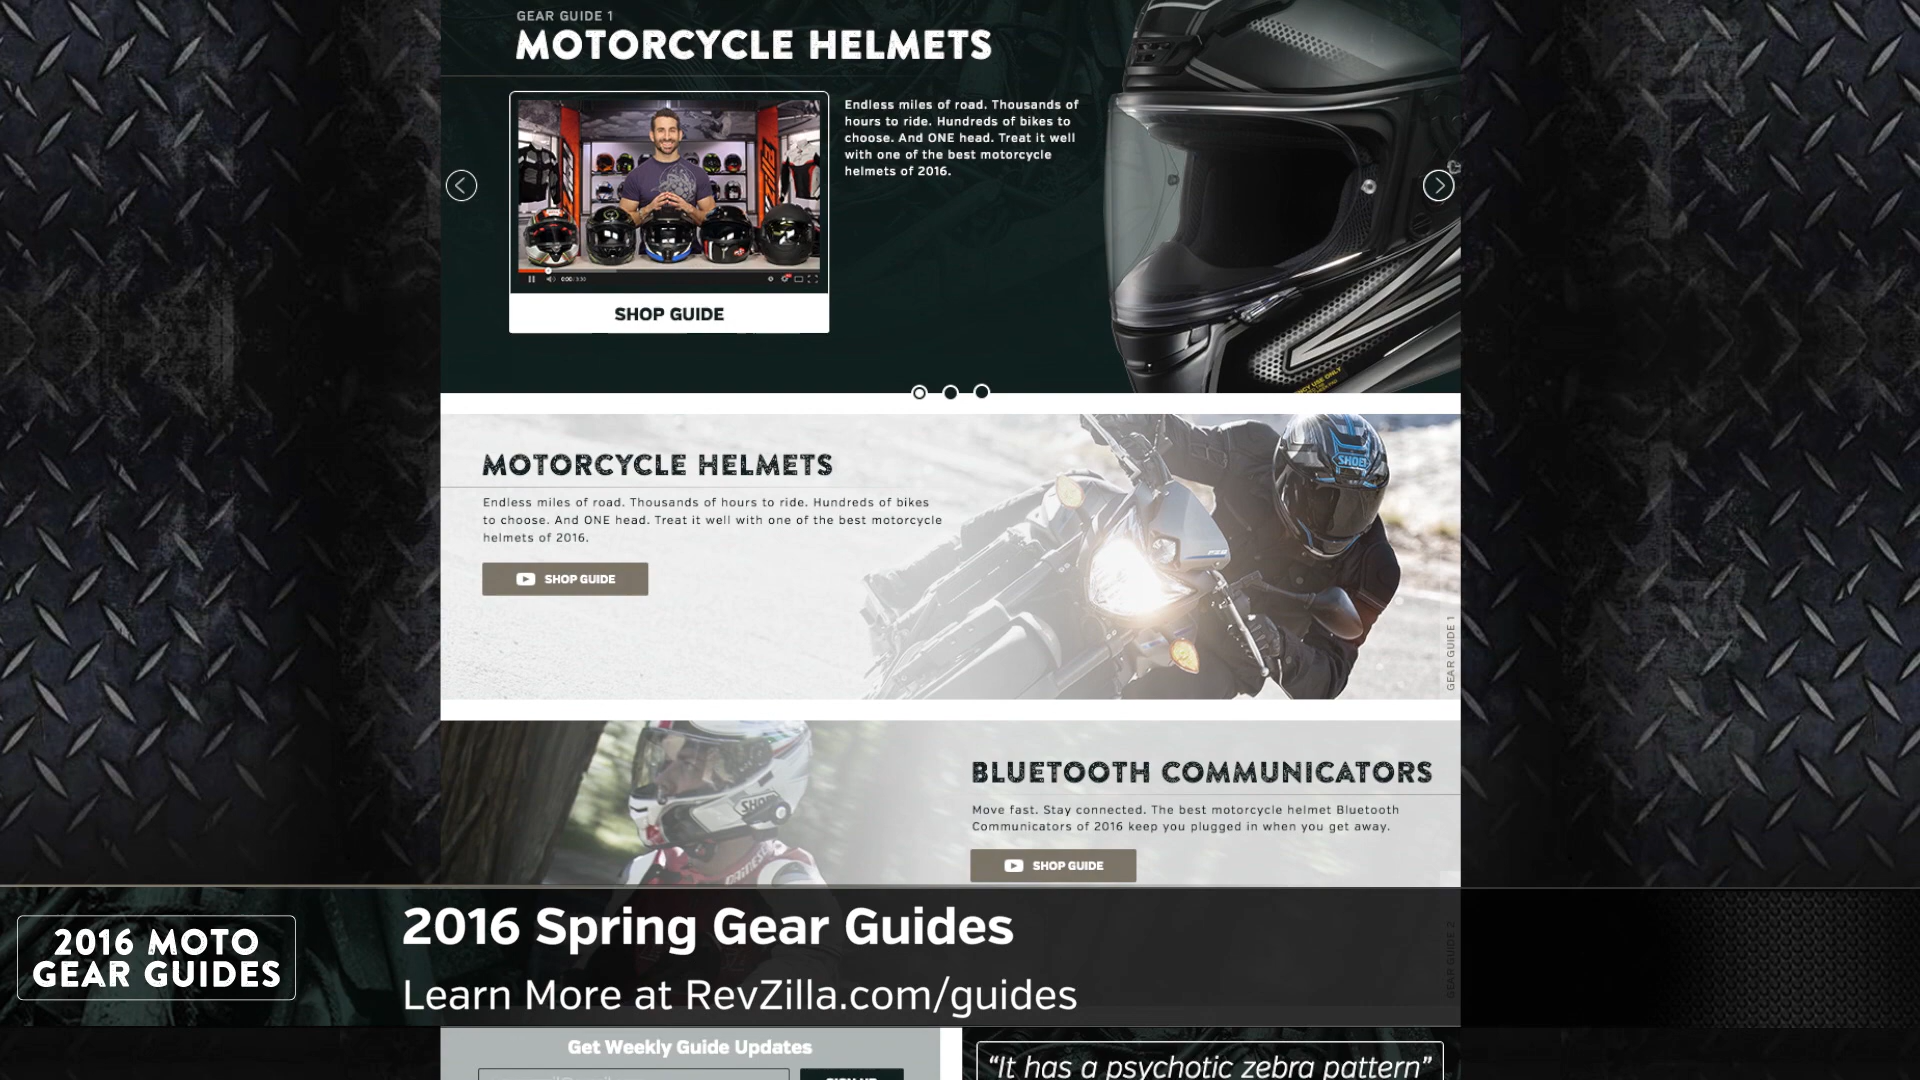 GEAR GUIDE 1
MOTORCYCLE HELMETS
Endless miles of road. Thousands of
hours to ride. Hundreds of bikes to
choose. And ONE head. Treat it well
with one of the best motorcycle
helmets of 2016.
SHOP GUIDE
MOTORCYCLE HELMETS
Endless miles of road. Thousands of hours to ride. Hundreds of bikes
to choose. And ONE head. Treat it well with one of the best motorcycle
helmets of 2016.
SHOP GUIDE
SHOEI
GEAR GUIDE 1
BLUETOOTH COMMUNICATORS
Move fast. Stay connected. The best motorcycle helmet Bluetooth
Communicators of 2016 keep you plugged in when you get away.
SHOP GUIDE
2016 MOTO
GEAR GUIDES
2016 Spring Gear Guides
Learn More at RevZilla.com/guides
GEAR GUIDE 2
Get Weekly Guide Updates
SIGN UP
“It has a psychotic zebra pattern”